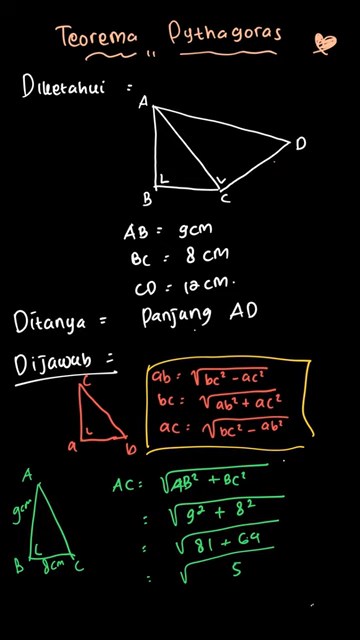 Teorema Pythagoras
Diketahui =
A
D
B
C
AB = 9cm
BC = 8 cm
CD = 12 cm.
Ditanya = Panjang AD
Dijawab =
c
a
b
ab = √bc² - ac²
bc = √ab² + ac²
ac = √bc² - ab²
A
9cm
B
8cm
C
AC = √AB² + BC²
= √9² + 8²
= √81 + 64
= √ 5